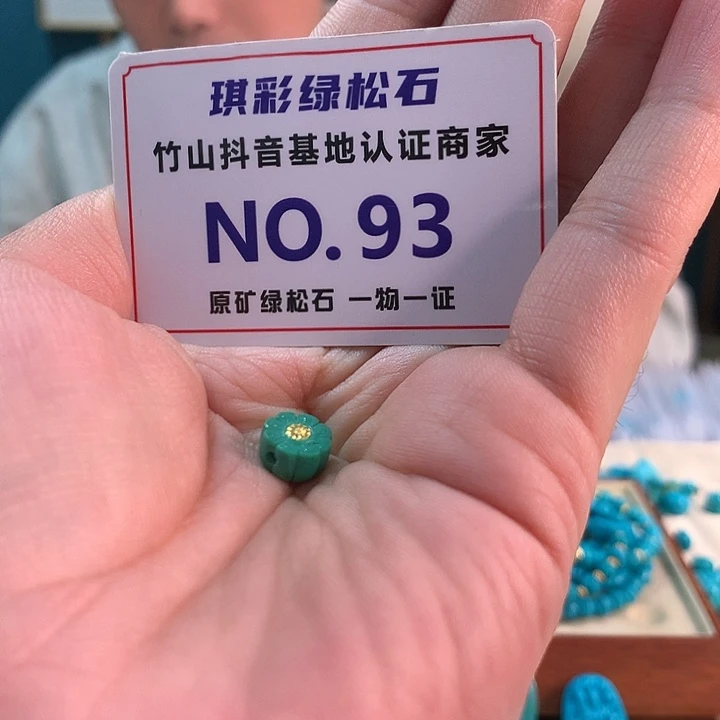 琪彩绿松石
竹山抖音基地认证商家
NO.93
原矿绿松石 一物一证